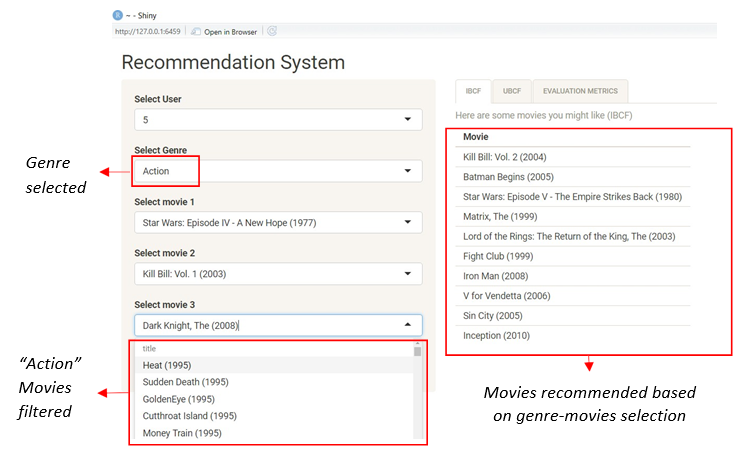 ~ - Shiny
http://127.0.0.1:6459 Open in Browser
Recommendation System
Select User
5
Select Genre
Action
Select movie 1
Star Wars: Episode IV - A New Hope (1977)
Select movie 2
Kill Bill: Vol. 1 (2003)
Select movie 3
Dark Knight, The (2008)
title
Heat (1995)
Sudden Death (1995)
GoldenEye (1995)
Cutthroat Island (1995)
Money Train (1995)
Genre
selected
“Action”
Movies
filtered
IBCF UBCF EVALUATION METRICS
Here are some movies you might like (IBCF)
Movie
Kill Bill: Vol. 2 (2004)
Batman Begins (2005)
Star Wars: Episode V - The Empire Strikes Back (1980)
Matrix, The (1999)
Lord of the Rings: The Return of the King, The (2003)
Fight Club (1999)
Iron Man (2008)
V for Vendetta (2006)
Sin City (2005)
Inception (2010)
Movies recommended based
on genre-movies selection